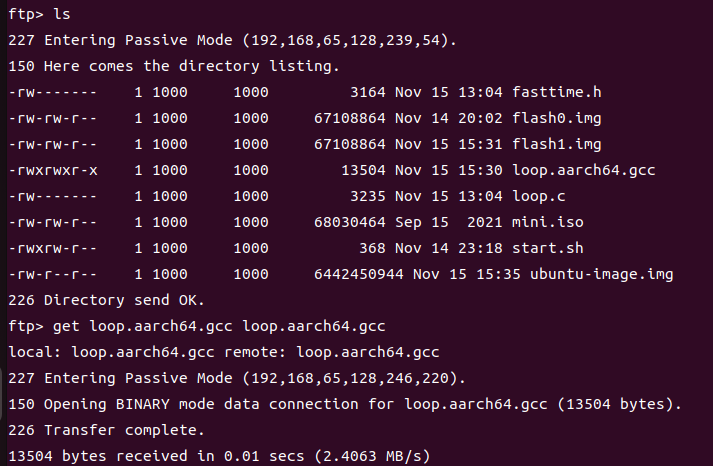 ftp> ls
227 Entering Passive Mode (192,168,65,128,239,54).
150 Here comes the directory listing.
-rw------- 1 1000 1000 3164 Nov 15 13:04 fasttime.h
-rw-rw-r-- 1 1000 1000 67108864 Nov 14 20:02 flash0.img
-rw-rw-r-- 1 1000 1000 67108864 Nov 15 15:31 flash1.img
-rwxrwxr-x 1 1000 1000 13504 Nov 15 15:30 loop.aarch64.gcc
-rw------- 1 1000 1000 3235 Nov 15 13:04 loop.c
-rw-rw-r-- 1 1000 1000 68030464 Sep 15 2021 mini.iso
-rwxrw-r-- 1 1000 1000 368 Nov 14 23:18 start.sh
-rw-r--r-- 1 1000 1000 6442450944 Nov 15 15:35 ubuntu-image.img
226 Directory send OK.
ftp> get loop.aarch64.gcc loop.aarch64.gcc
local: loop.aarch64.gcc remote: loop.aarch64.gcc
227 Entering Passive Mode (192,168,65,128,246,220).
150 Opening BINARY mode data connection for loop.aarch64.gcc (13504 bytes).
226 Transfer complete.
13504 bytes received in 0.01 secs (2.4063 MB/s)